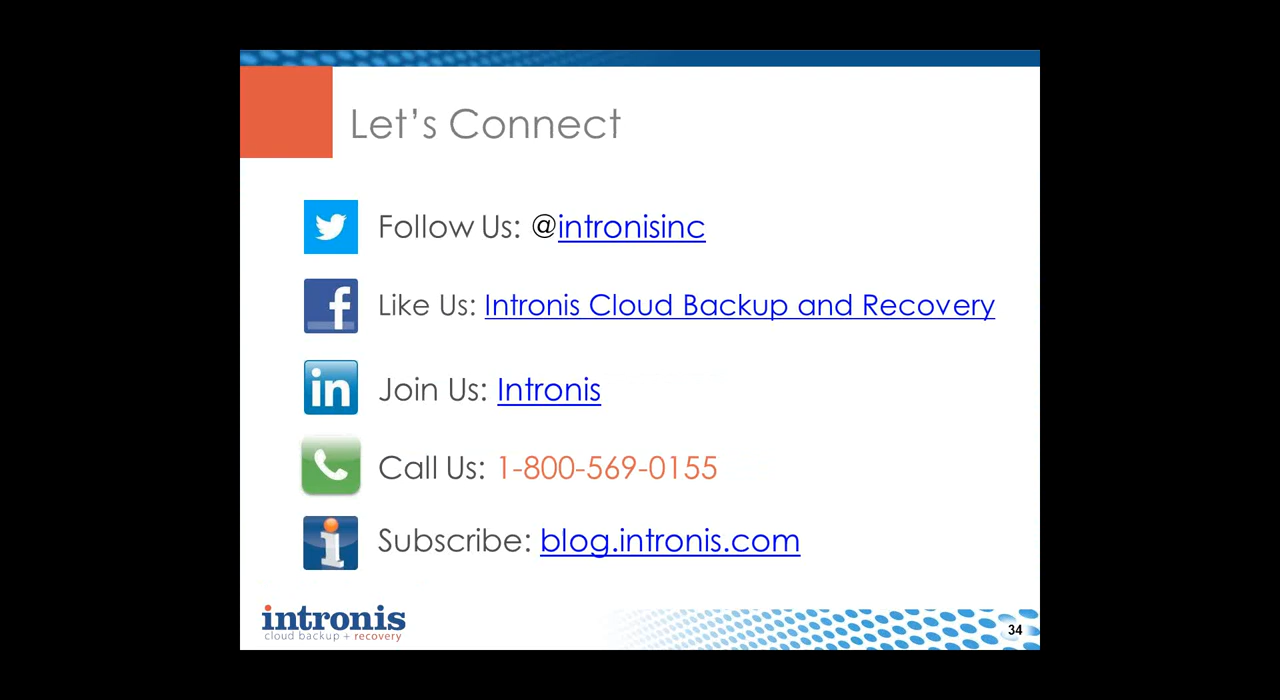 Let's Connect
Follow Us: @intronisinc
f Like Us: Intronis Cloud Backup and Recovery
in Join Us: Intronis
Call Us: 1-800-569-0155
i Subscribe: blog.intronis.com
intronis
cloud backup + recovery
34